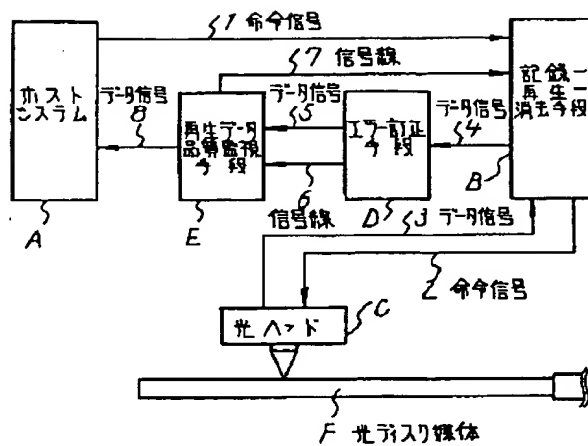 1 命令信号
7 信号線
ホスト
システム
A
データ信号
8
再生データ
品質監視
手段
E
データ信号
5
6
信号線
エラー訂正
手段
D
データ信号
4
記録ー
再生ー
消去手段
B
3 データ信号
2 命令信号
光ヘッド
C
F 光ディスク媒体